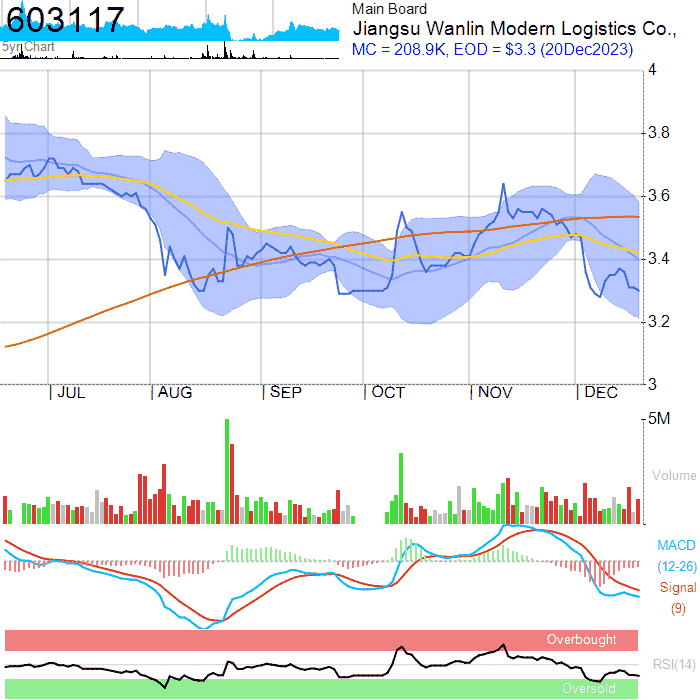 603117
5yr Chart
Main Board
Jiangsu Wanlin Modern Logistics Co.,
MC = 208.9K, EOD = $3.3 (20Dec2023)
4
3.8
3.6
3.4
3.2
3
| JUL | AUG | SEP | OCT | NOV | DEC
5M
Volume
MACD
(12-26)
Signal
(9)
Overbought
RSI(14)
Oversold